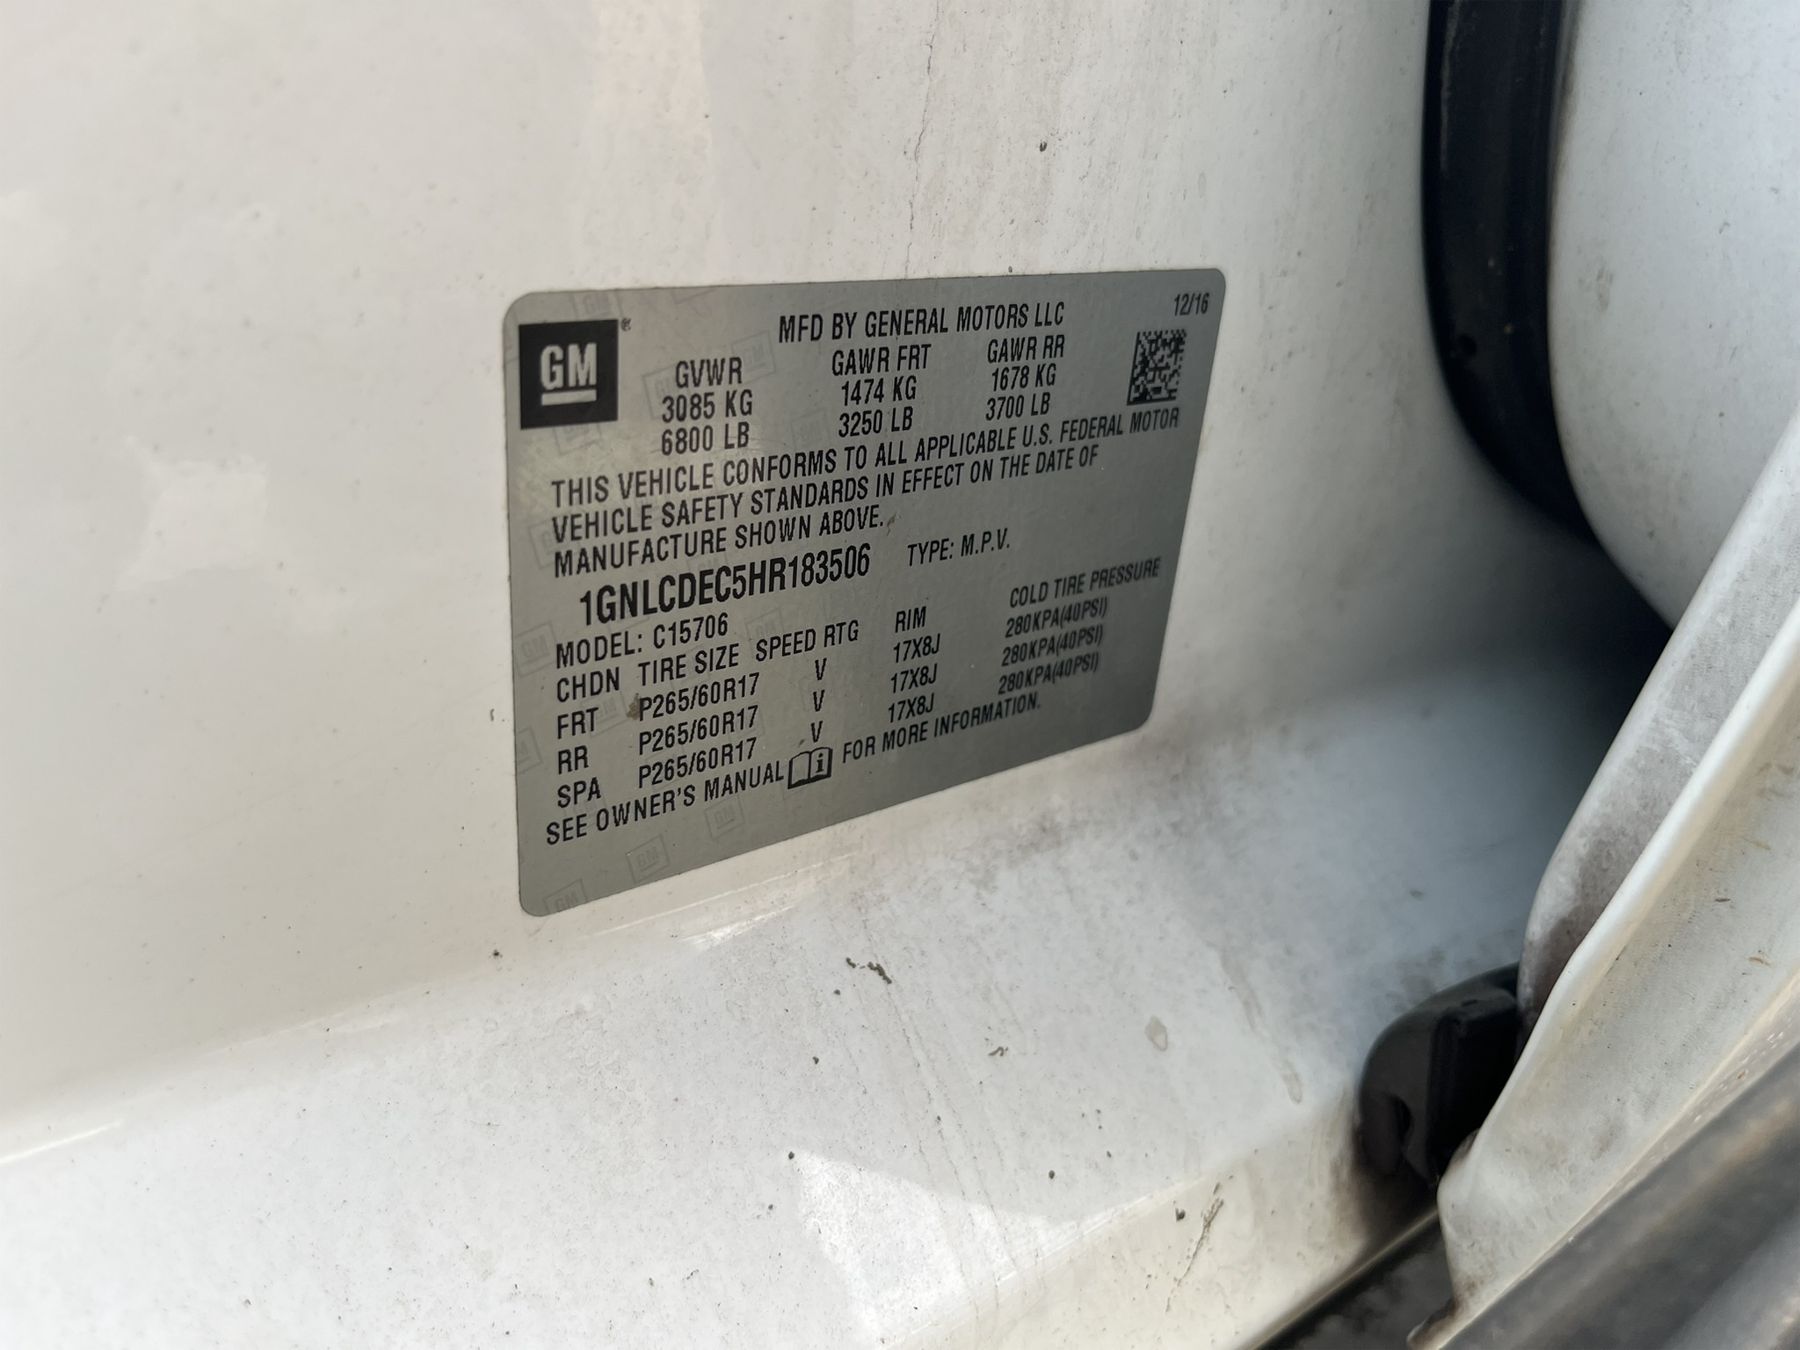 12/16
MFD BY GENERAL MOTORS LLC
GM ®
GVWR GAWR FRT GAWR RR
3085 KG 1474 KG 1678 KG
6800 LB 3250 LB 3700 LB
THIS VEHICLE CONFORMS TO ALL APPLICABLE U.S. FEDERAL MOTOR
VEHICLE SAFETY STANDARDS IN EFFECT ON THE DATE OF
MANUFACTURE SHOWN ABOVE.
1GNLCDEC5HR183506 TYPE: M.P.V.
MODEL: C15706
CHDN TIRE SIZE SPEED RTG RIM COLD TIRE PRESSURE
FRT P265/60R17 V 17X8J 280KPA(40PSI)
RR P265/60R17 V 17X8J 280KPA(40PSI)
SPA P265/60R17 V 17X8J 280KPA(40PSI)
SEE OWNER'S MANUAL i FOR MORE INFORMATION.